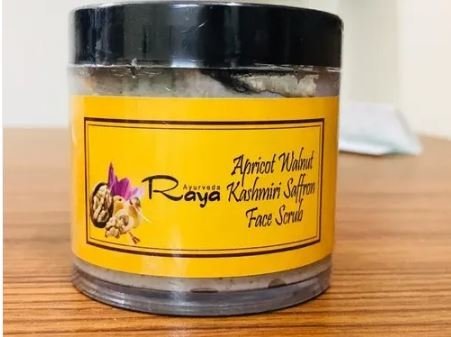 Ayurveda
Raya
Apricot Walnut
Kashmiri Saffron
Face Scrub